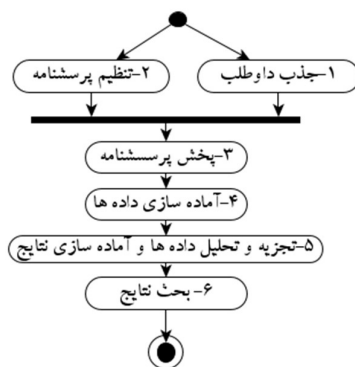 ۱-جذب داوطلب
۲-تنظیم پرسشنامه
۳-پخش پرسسشنامه
۴-آماده سازی داده ها
۵-تجزیه و تحلیل داده ها و آماده سازی نتایج
۶- بحث نتایج